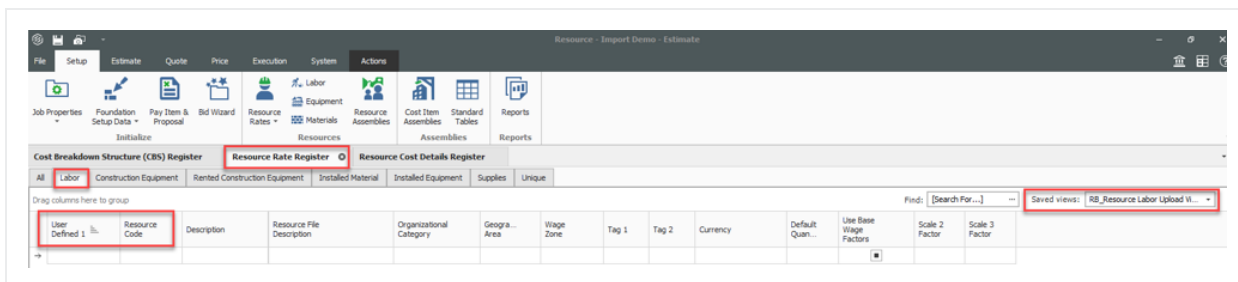 Resource - Import Demo - Estimate
File Setup Estimate Quote Price Execution System Actions
Job Properties
Foundation Setup Data
Pay Item & Proposal
Bid Wizard
Initialize
Resource Rates
Labor
Equipment
Materials
Resource Assemblies
Resources
Cost Item Assemblies
Standard Tables
Assemblies
Reports
Reports
Cost Breakdown Structure (CBS) Register Resource Rate Register Resource Cost Details Register
All Labor Construction Equipment Rented Construction Equipment Installed Material Installed Equipment Supplies Unique
Drag columns here to group Find: [Search For...] Saved views: RB_Resource Labor Upload Vi...
User Defined 1
Resource Code
Description
Resource File Description
Organizational Category
Geogra... Area
Wage Zone
Tag 1
Tag 2
Currency
Default Quan...
Use Base Wage Factors
Scale 2 Factor
Scale 3 Factor